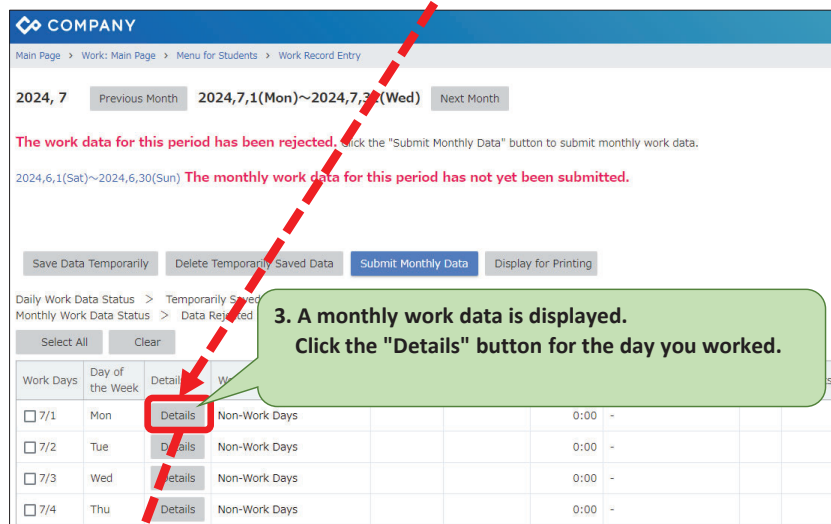 COMPANY
Main Page > Work: Main Page > Menu for Students > Work Record Entry
2024, 7 Previous Month 2024,7,1(Mon)~2024,7,31(Wed) Next Month
The work data for this period has been rejected. Click the "Submit Monthly Data" button to submit monthly work data.
2024,6,1(Sat)~2024,6,30(Sun) The monthly work data for this period has not yet been submitted.
Save Data Temporarily Delete Temporarily Saved Data Submit Monthly Data Display for Printing
Daily Work Data Status > Temporarily Saved
Monthly Work Data Status > Data Rejected
3. A monthly work data is displayed.
Click the "Details" button for the day you worked.
Select All Clear
Work Days Day of the Week Details
7/1 Mon Details Non-Work Days 0:00 -
7/2 Tue Details Non-Work Days 0:00 -
7/3 Wed Details Non-Work Days 0:00 -
7/4 Thu Details Non-Work Days 0:00 -